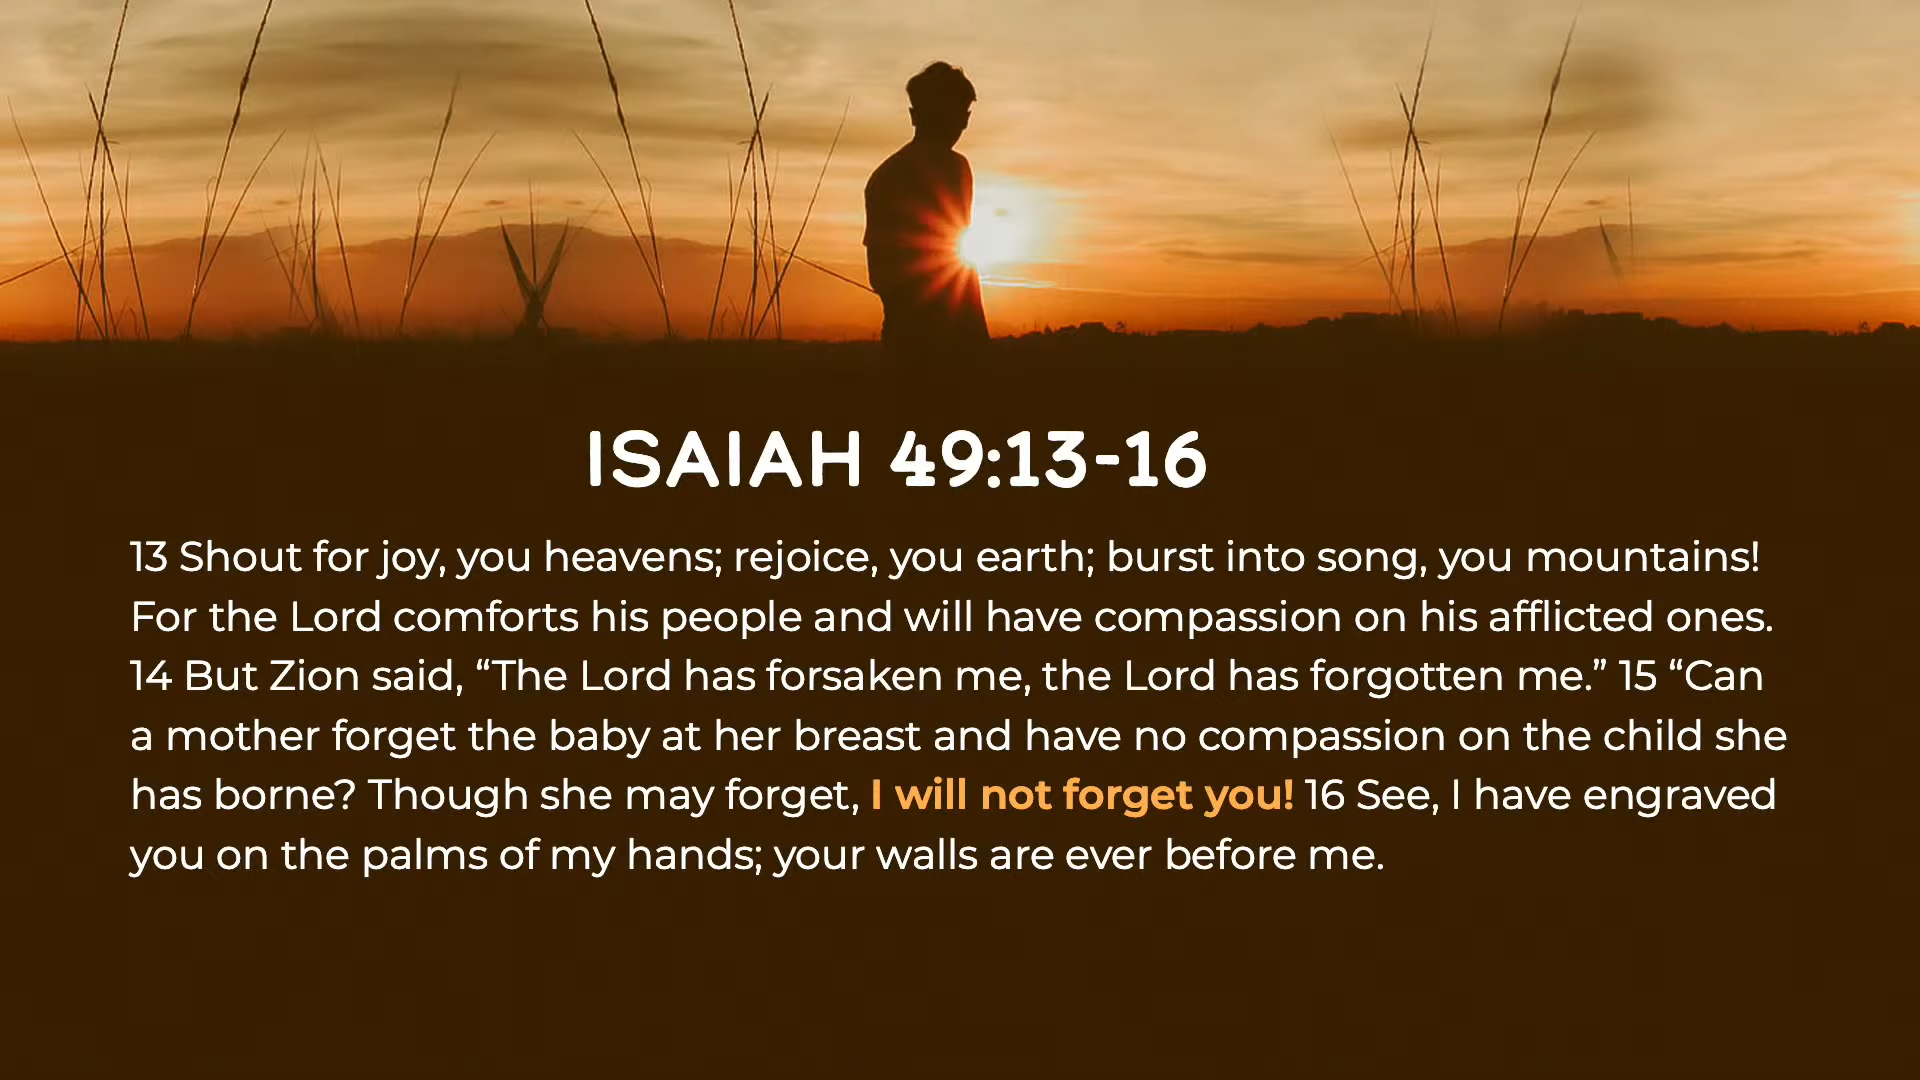 ISAIAH 49:13-16
13 Shout for joy, you heavens; rejoice, you earth; burst into song, you mountains!
For the Lord comforts his people and will have compassion on his afflicted ones.
14 But Zion said, “The Lord has forsaken me, the Lord has forgotten me.” 15 “Can
a mother forget the baby at her breast and have no compassion on the child she
has borne? Though she may forget, I will not forget you! 16 See, I have engraved
you on the palms of my hands; your walls are ever before me.